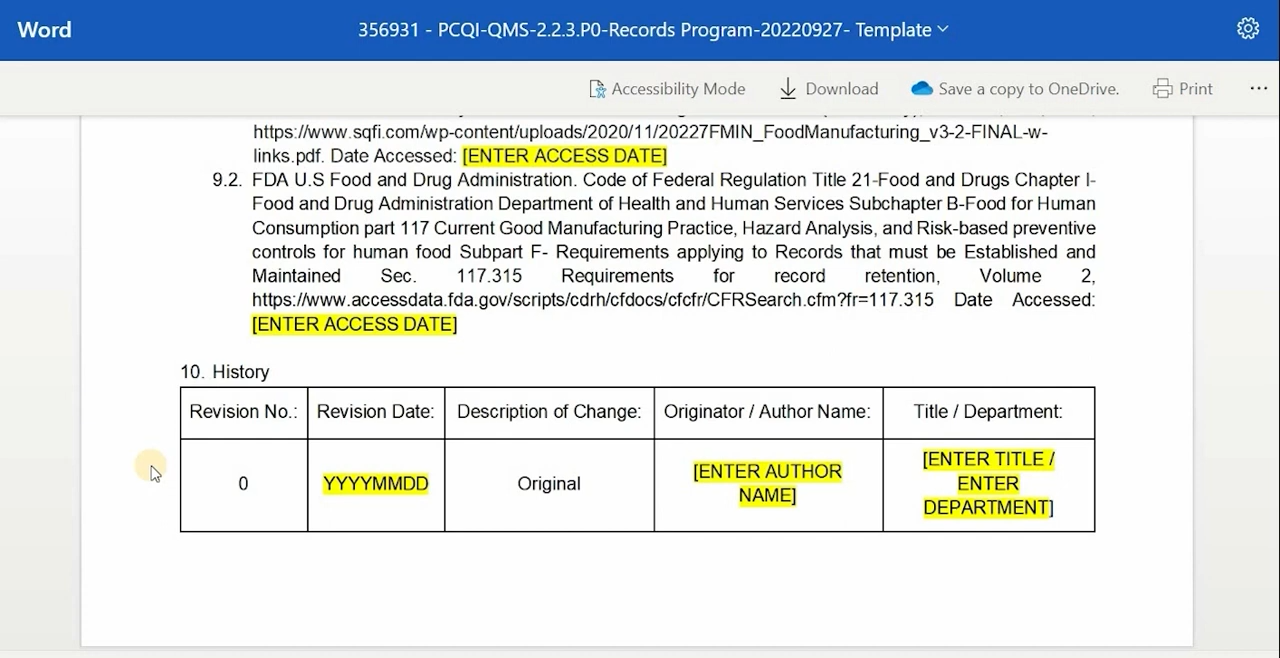 Word
356931 - PCQI-QMS-2.2.3.P0-Records Program-20220927- Template
Accessibility Mode
Download
Save a copy to OneDrive.
Print
https://www.sqfi.com/wp-content/uploads/2020/11/20227FMIN_FoodManufacturing_v3-2-FINAL-w-
links.pdf. Date Accessed: [ENTER ACCESS DATE]
9.2. FDA U.S Food and Drug Administration. Code of Federal Regulation Title 21-Food and Drugs Chapter I-
Food and Drug Administration Department of Health and Human Services Subchapter B-Food for Human
Consumption part 117 Current Good Manufacturing Practice, Hazard Analysis, and Risk-based preventive
controls for human food Subpart F- Requirements applying to Records that must be Established and
Maintained Sec. 117.315 Requirements for record retention, Volume 2,
https://www.accessdata.fda.gov/scripts/cdrh/cfdocs/cfcfr/CFRSearch.cfm?fr=117.315 Date Accessed:
[ENTER ACCESS DATE]
10. History
Revision No.: Revision Date: Description of Change: Originator / Author Name: Title / Department:
0 YYYYMMDD Original [ENTER AUTHOR
NAME]
[ENTER TITLE /
ENTER
DEPARTMENT]